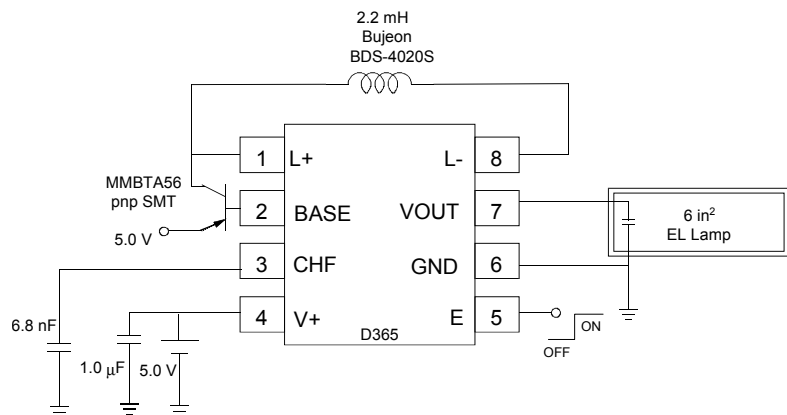 2.2 mH
Bujeon
BDS-4020S
1
L+
L-
8
MMBTA56
pnp SMT
2
BASE
VOUT
7
6 in²
EL Lamp
5.0 V
3
CHF
GND
6
4
V+
E
5
D365
ON
OFF
6.8 nF
1.0 μF
5.0 V